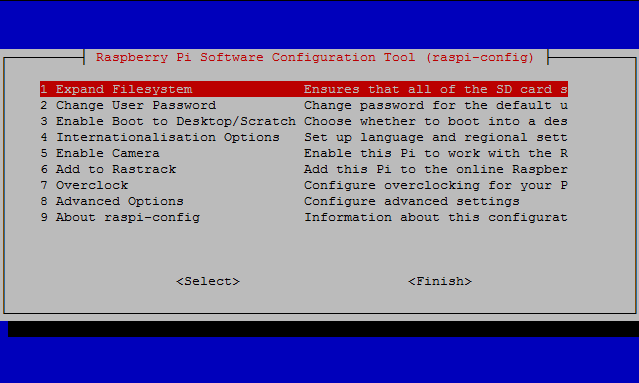 Raspberry Pi Software Configuration Tool (raspi-config)
1 Expand Filesystem Ensures that all of the SD card s
2 Change User Password Change password for the default u
3 Enable Boot to Desktop/Scratch Choose whether to boot into a des
4 Internationalisation Options Set up language and regional sett
5 Enable Camera Enable this Pi to work with the R
6 Add to Rastrack Add this Pi to the online Raspber
7 Overclock Configure overclocking for your P
8 Advanced Options Configure advanced settings
9 About raspi-config Information about this configurat
<Select> <Finish>